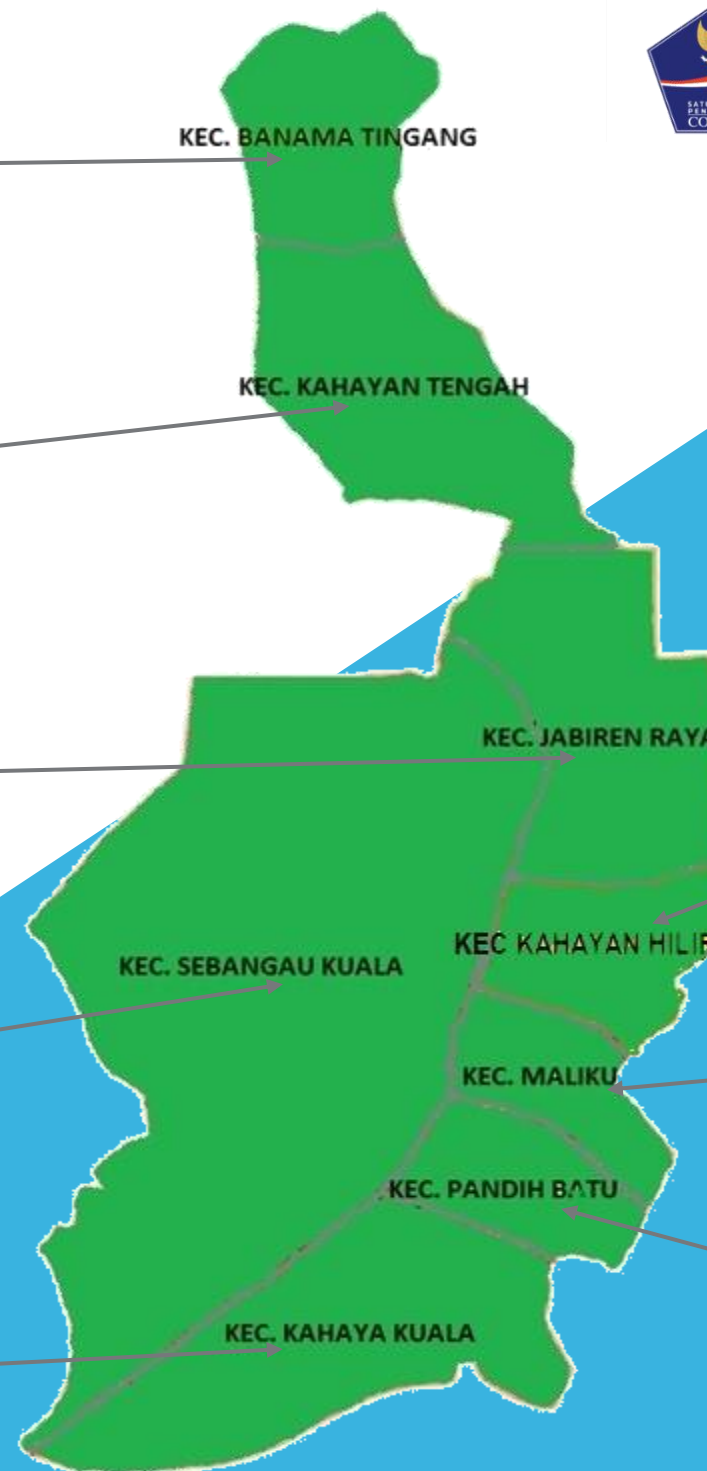 KEC. BANAMA TINGANG
KEC. KAHAYAN TENGAH
KEC. JABIREN RAYA
KEC KAHAYAN HILIR
KEC. SEBANGAU KUALA
KEC. MALIKU
KEC. PANDIH BATU
KEC. KAHAYA KUALA